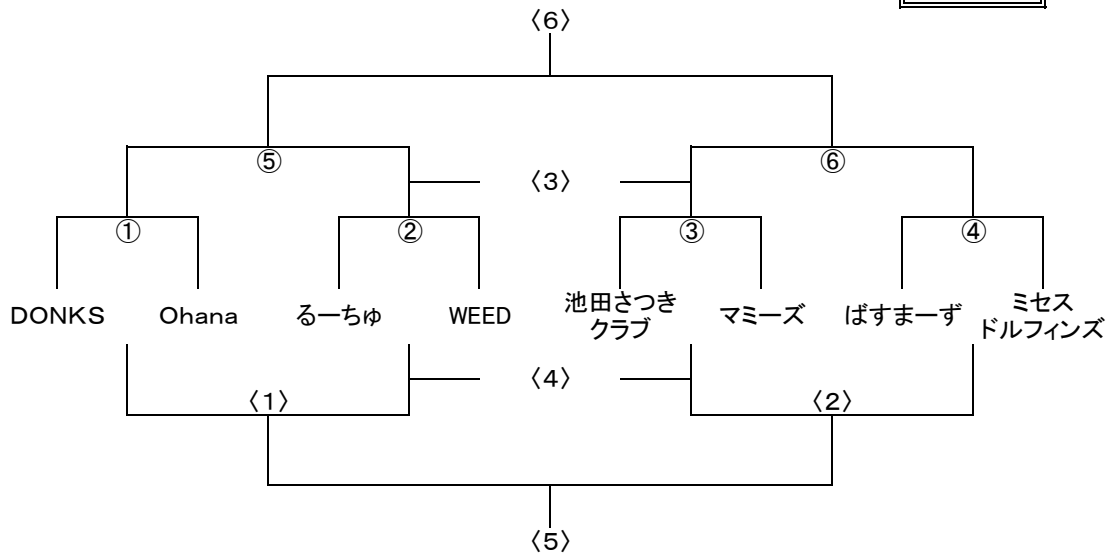 〈6〉
⑤
⑥
〈3〉
①
②
③
④
DONKS
Ohana
るーちゅ
WEED
池田さつき
クラブ
マミーズ
ばすまーず
ミセス
ドルフィンズ
〈4〉
〈1〉
〈2〉
〈5〉